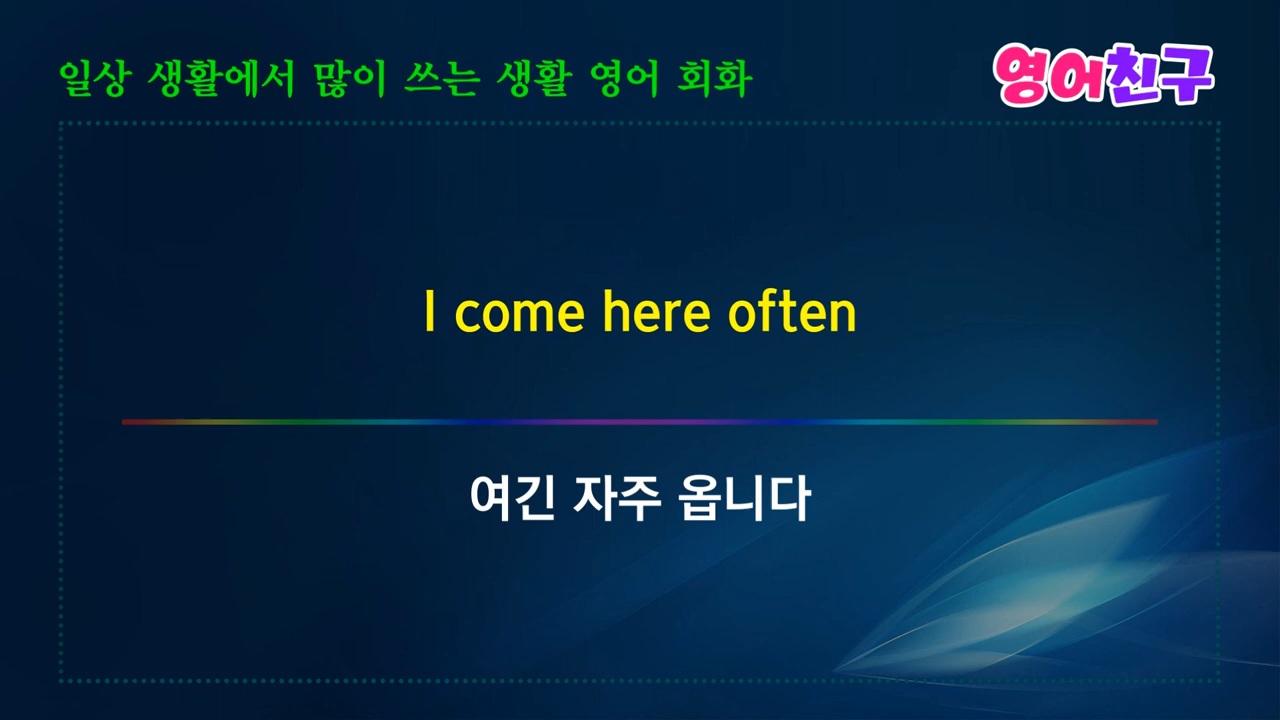 일상 생활에서 많이 쓰는 생활 영어 회화
영어친구
I come here often
여긴 자주 옵니다